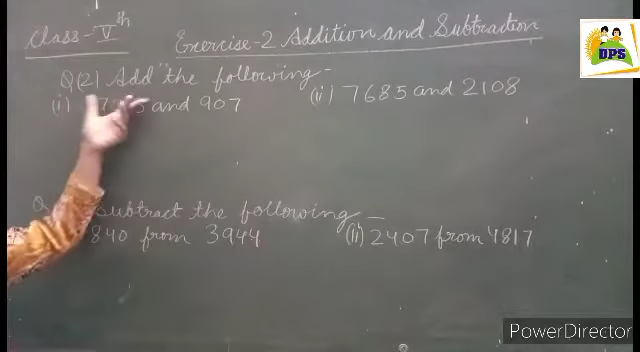 Class - Vth Exercise-2 Addition and Subtraction
Q(2) Add the following -
(i) and 907 (ii) 7685 and 2108
Q Subtract the following -
840 from 3944 (ii) 2407 from 4817
DPS
PowerDirector